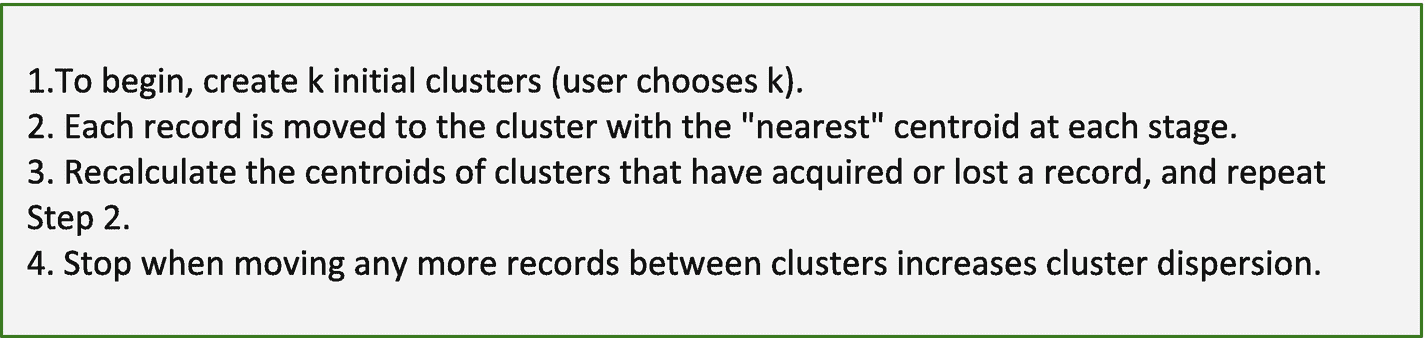 1.To begin, create k initial clusters (user chooses k).
2. Each record is moved to the cluster with the "nearest" centroid at each stage.
3. Recalculate the centroids of clusters that have acquired or lost a record, and repeat
Step 2.
4. Stop when moving any more records between clusters increases cluster dispersion.